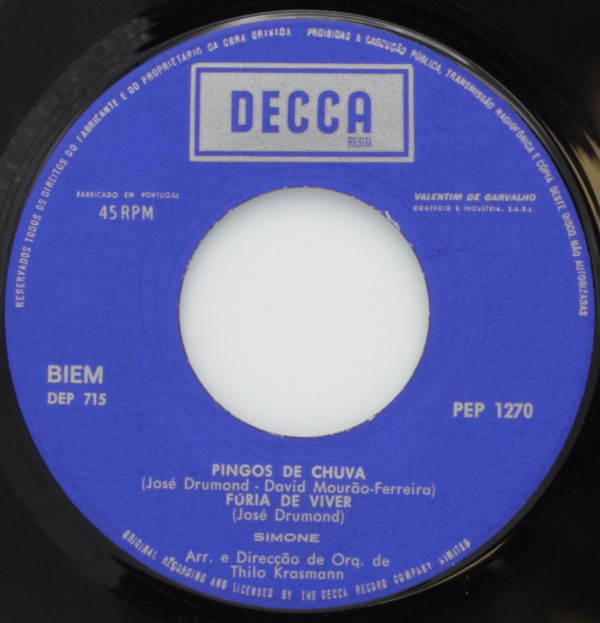 RESERVADOS TODOS OS DIREITOS DO FABRICANTE E DO PROPRIETARIO DA OBRA GRAVADA PROIBIDAS A EXECUÇÃO PÚBLICA, TRANSMISSÃO RADIOFÓNICA E CÓPIA DESTE DISCO, NÃO AUTORIZADAS
DECCA
REGD
FABRICADO EM PORTUGAL
45 RPM
VALENTIM DE CARVALHO
COMÉRCIO E INDÚSTRIA, S.A.R.L.
BIEM
DEP 715
PEP 1270
PINGOS DE CHUVA
(José Drumond - David Mourão-Ferreira)
FÚRIA DE VIVER
(José Drumond)
SIMONE
Arr. e Direcção de Orq. de
Thilo Krasmann
ORIGINAL RECORDING AND LICENSED BY THE DECCA RECORD COMPANY LIMITED